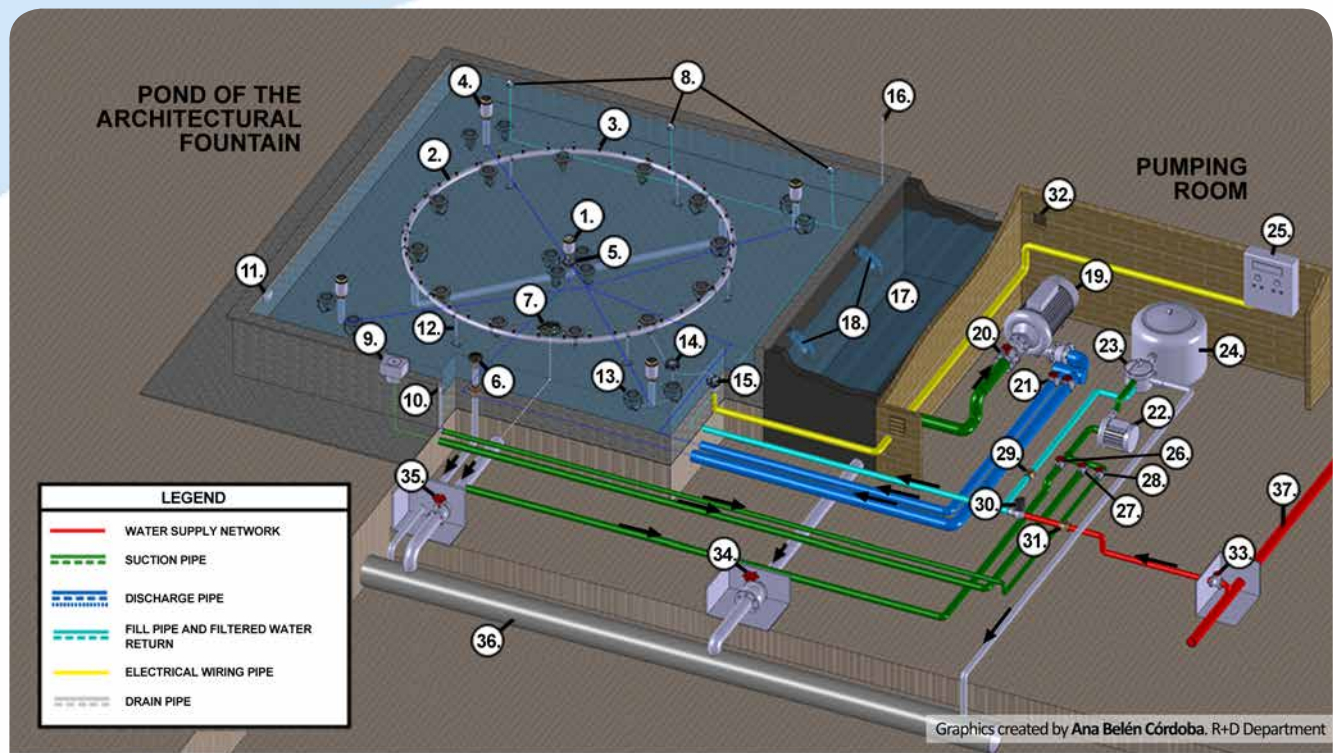 POND OF THE
ARCHITECTURAL
FOUNTAIN
PUMPING
ROOM
1.
2.
3.
4.
5.
6.
7.
8.
9.
10.
11.
12.
13.
14.
15.
16.
17.
18.
19.
20.
21.
22.
23.
24.
25.
26.
27.
28.
29.
30.
31.
32.
33.
34.
35.
36.
37.
LEGEND
WATER SUPPLY NETWORK
SUCTION PIPE
DISCHARGE PIPE
FILL PIPE AND FILTERED WATER
RETURN
ELECTRICAL WIRING PIPE
DRAIN PIPE
Graphics created by Ana Belén Córdoba. R+D Department